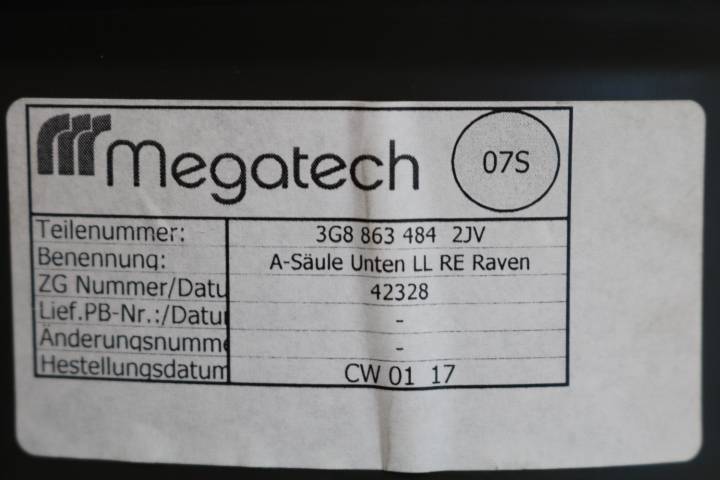 Megatech 07S
Teilenummer: 3G8 863 484 2JV
Benennung: A-Säule Unten LL RE Raven
ZG Nummer/Datu 42328
Lief.PB-Nr.:/Datu -
Änderungsnumme -
Hestellungsdatum CW 01 17